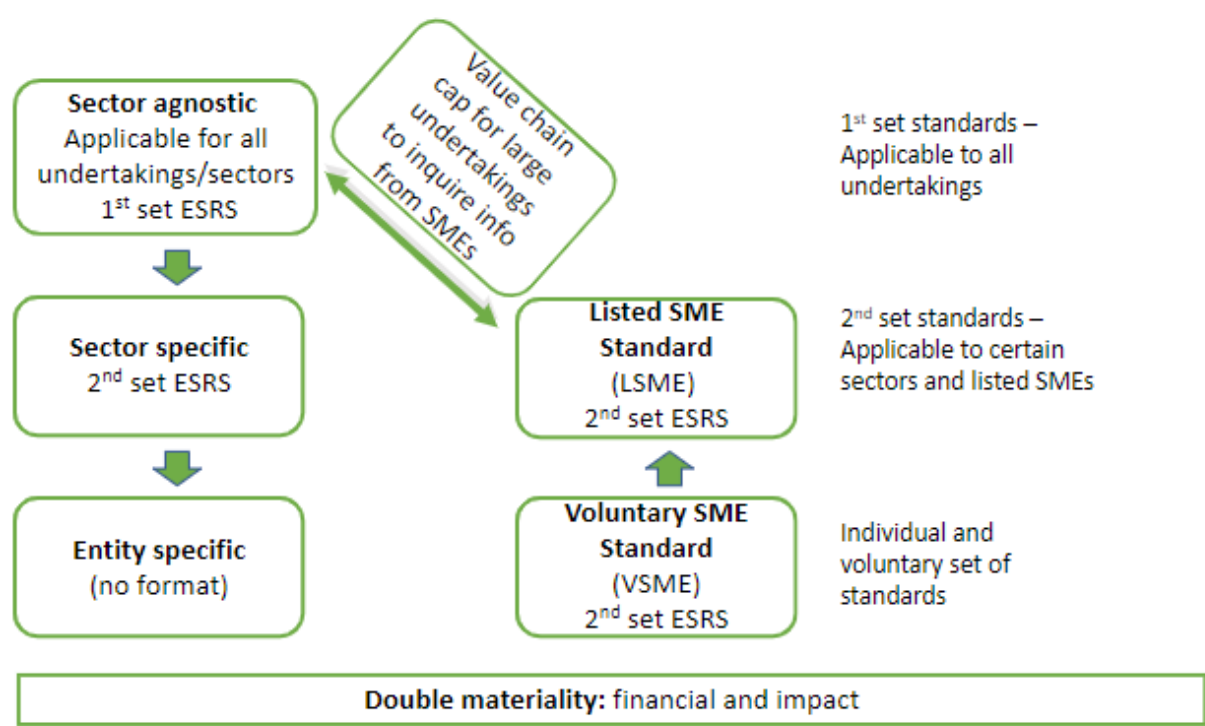 Sector agnostic
Applicable for all
undertakings/sectors
1st set ESRS
Value chain
cap for large
undertakings
to inquire info
from SMEs
1st set standards –
Applicable to all
undertakings
Sector specific
2nd set ESRS
Listed SME
Standard
(LSME)
2nd set ESRS
2nd set standards –
Applicable to certain
sectors and listed SMEs
Entity specific
(no format)
Voluntary SME
Standard
(VSME)
2nd set ESRS
Individual and
voluntary set of
standards
Double materiality: financial and impact